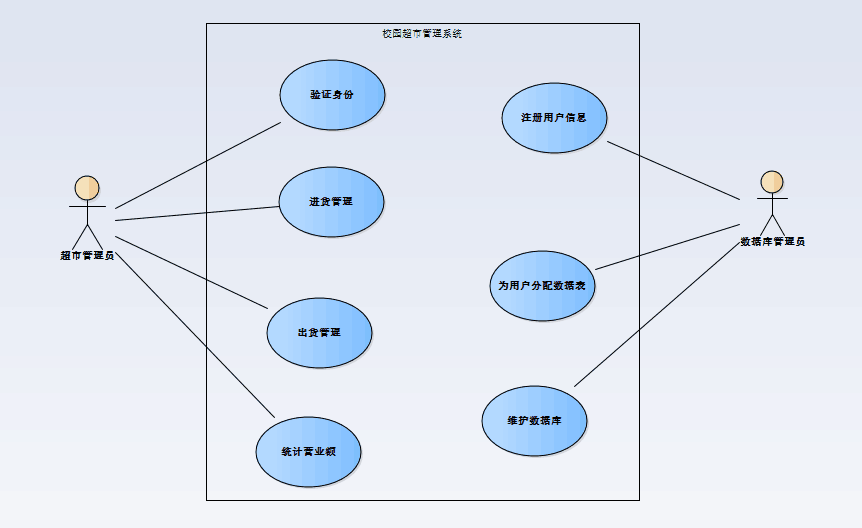 校园超市管理系统
验证身份
注册用户信息
进货管理
超市管理员
数据库管理员
为用户分配数据表
出货管理
维护数据库
统计营业额